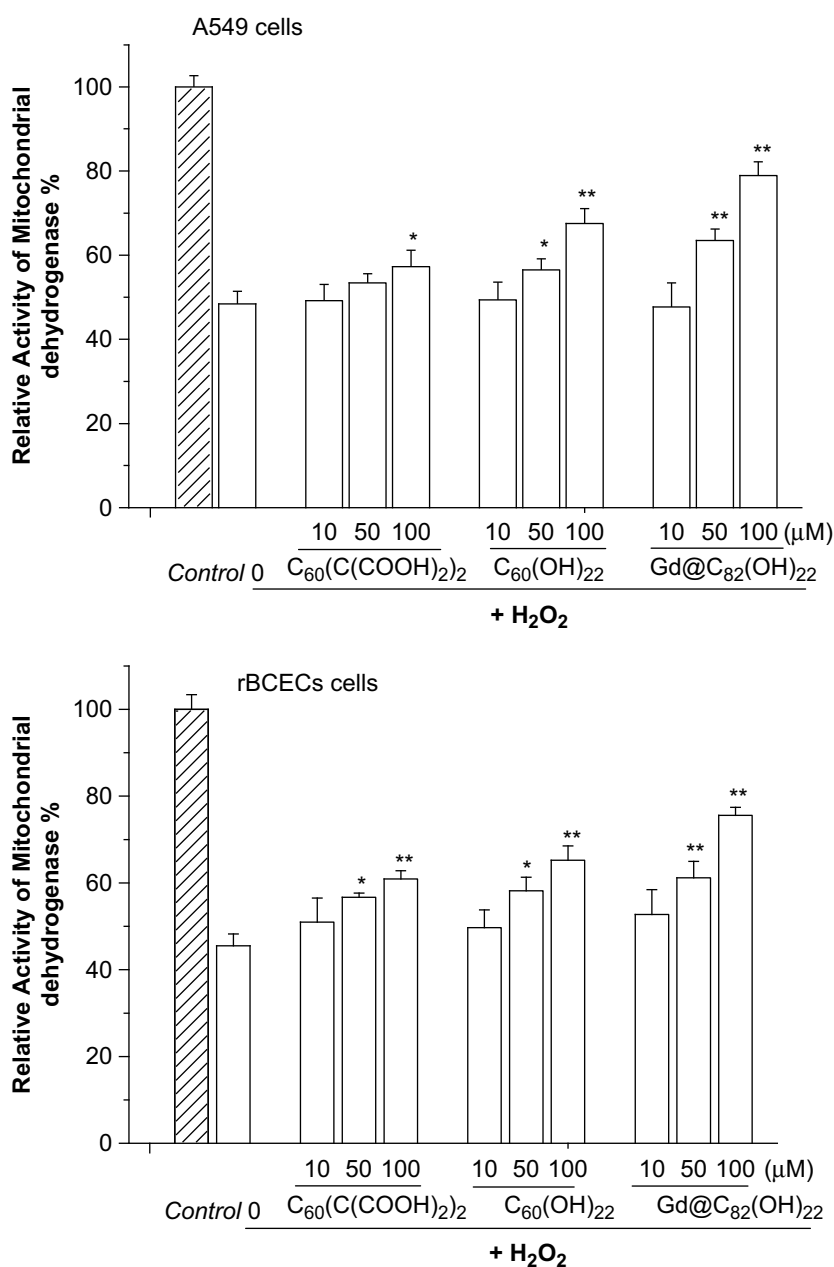 A549 cells
Relative Activity of Mitochondrial
dehydrogenase %
100
80
60
40
20
0
*
*
**
**
**
10 50 100 10 50 100 10 50 100 (μM)
Control 0 C₆₀(C(COOH)₂)₂ C₆₀(OH)₂₂ Gd@C₈₂(OH)₂₂
+ H₂O₂
rBCECs cells
Relative Activity of Mitochondrial
dehydrogenase %
100
80
60
40
20
0
*
**
*
**
**
**
10 50 100 10 50 100 10 50 100 (μM)
Control 0 C₆₀(C(COOH)₂)₂ C₆₀(OH)₂₂ Gd@C₈₂(OH)₂₂
+ H₂O₂